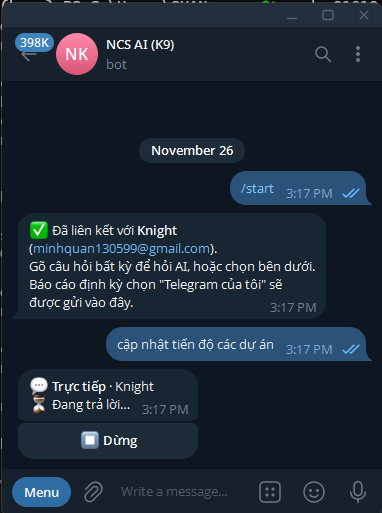 398K
NK
NCS AI (K9)
bot
November 26
/start 3:17 PM
✅ Đã liên kết với Knight
(minhquan130599@gmail.com).
Gõ câu hỏi bất kỳ để hỏi AI, hoặc chọn bên dưới.
Báo cáo định kỳ chọn "Telegram của tôi" sẽ
được gửi vào đây.
3:17 PM
cập nhật tiến độ các dự án 3:17 PM
💬 Trực tiếp · Knight
⏳ Đang trả lời... 3:17 PM
⏹ Dừng
Menu
Write a message...